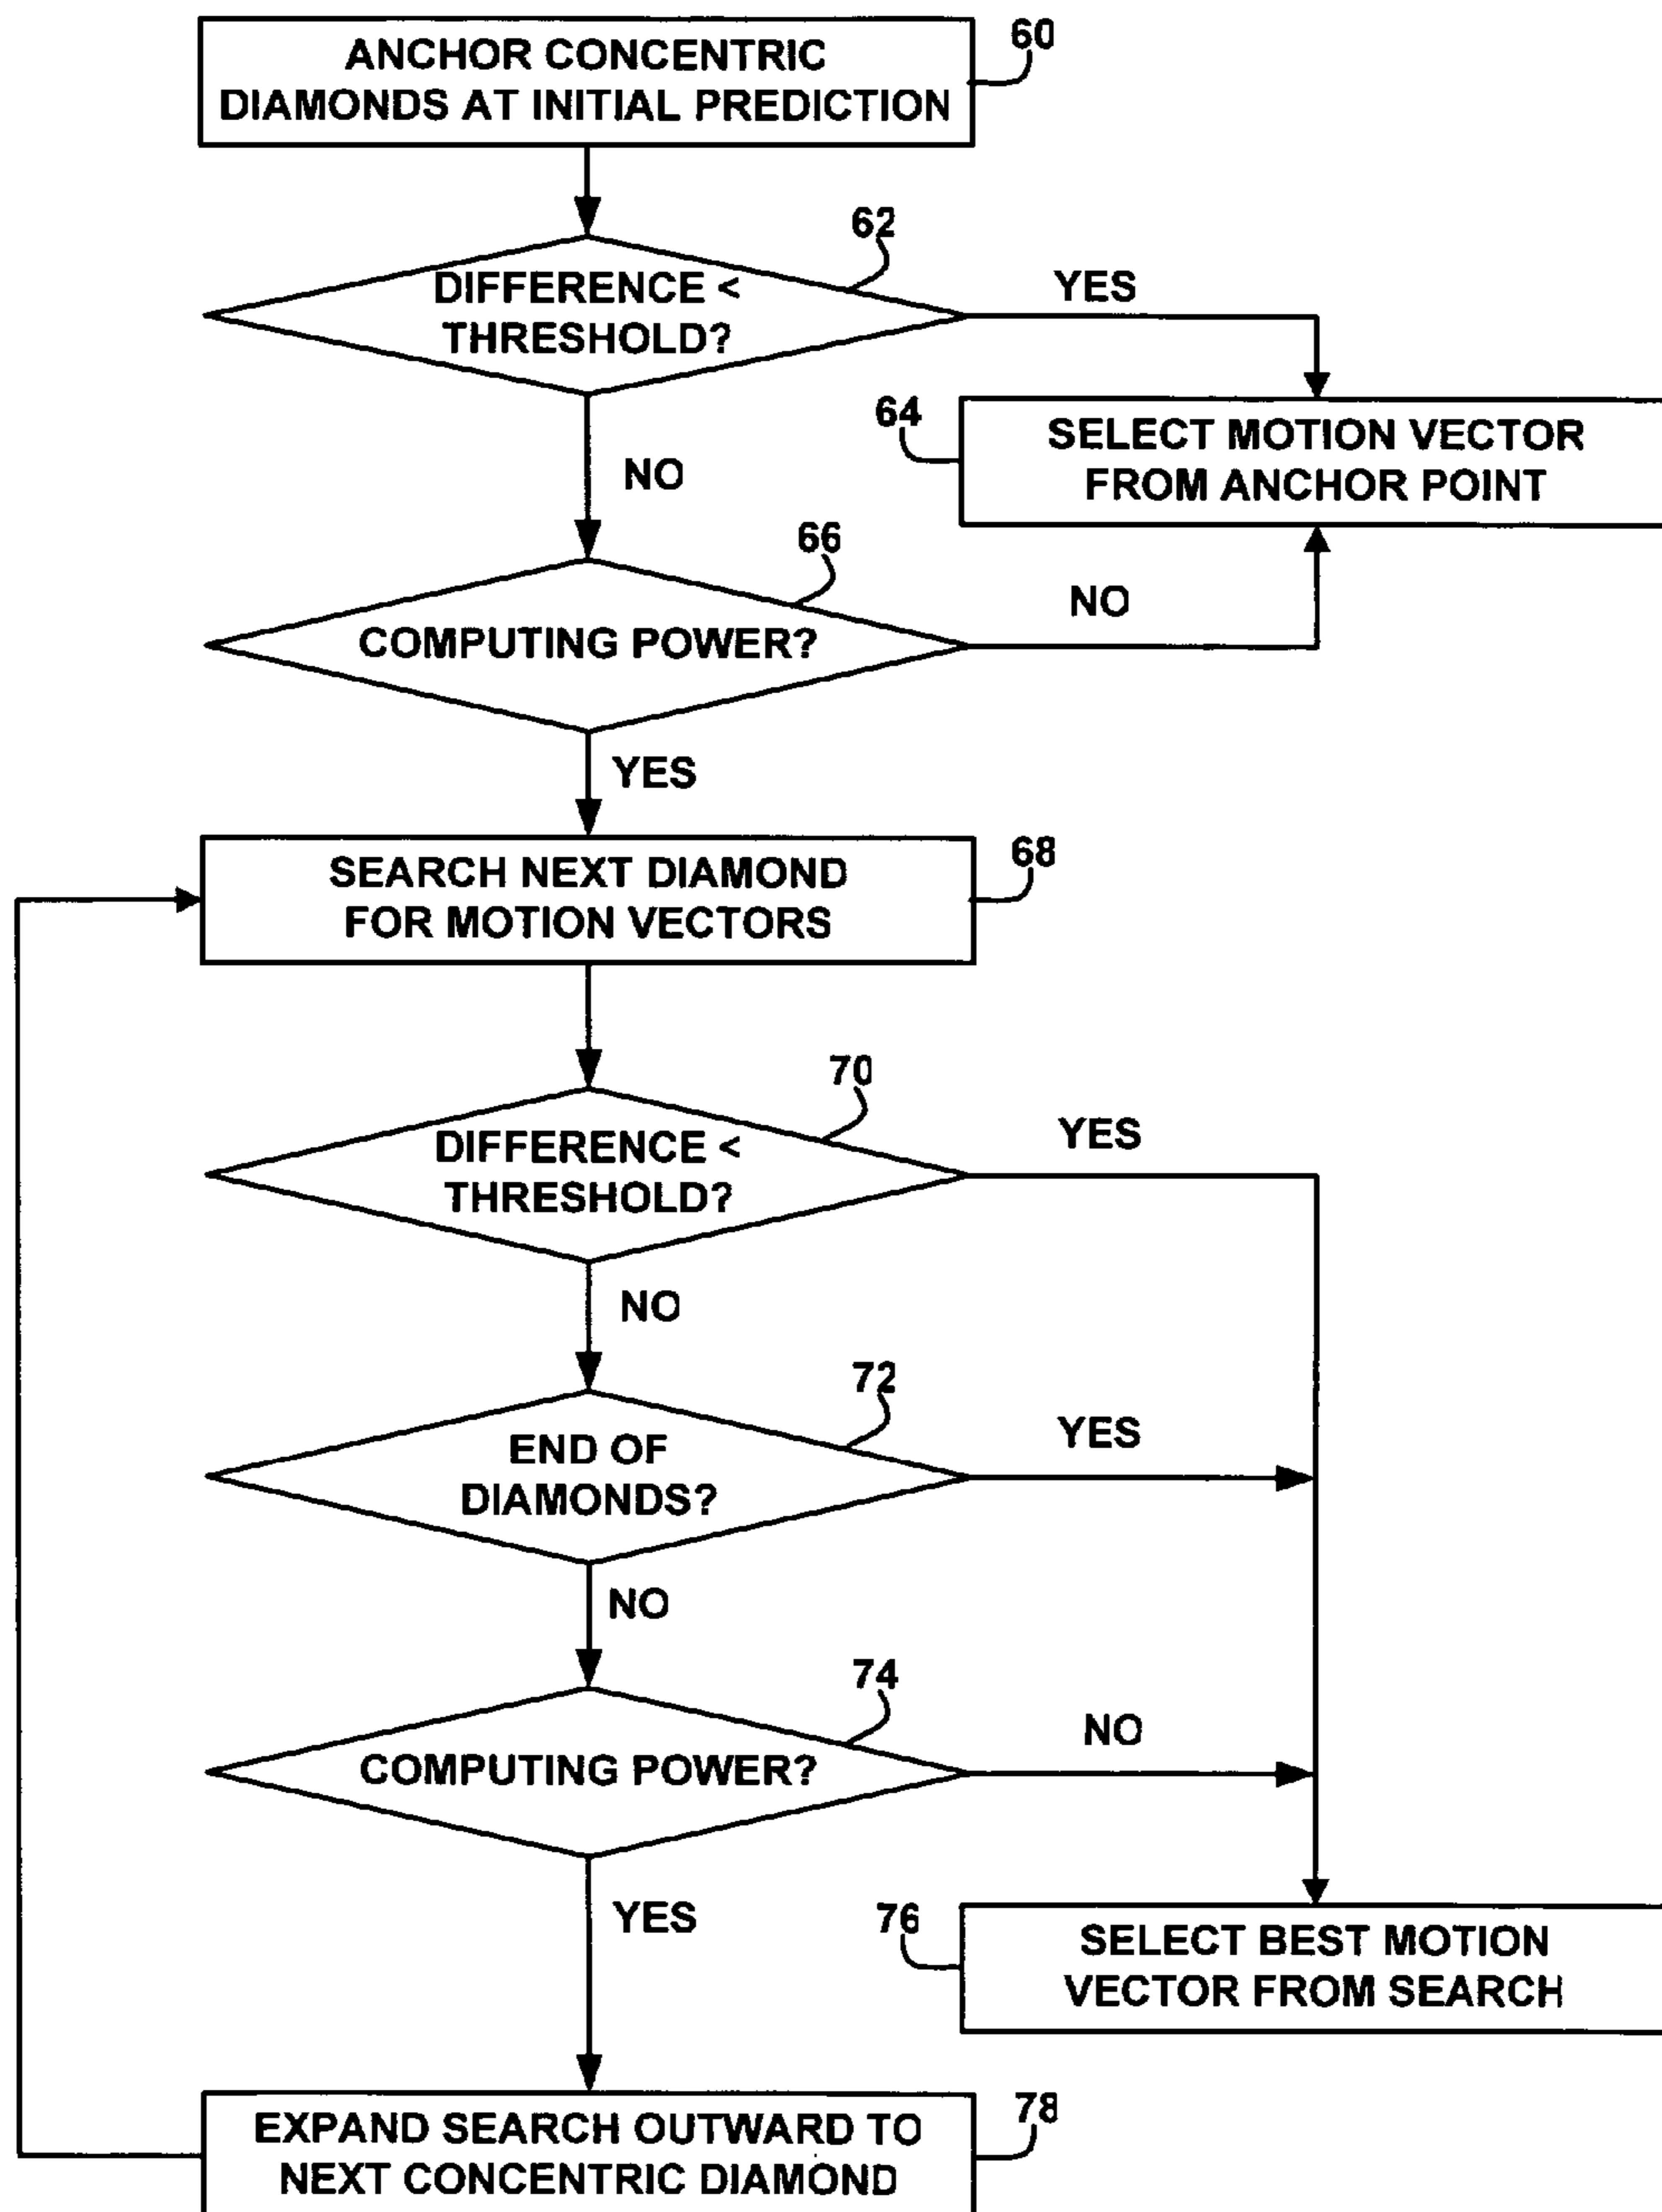 60
ANCHOR CONCENTRIC
DIAMONDS AT INITIAL PREDICTION
62
DIFFERENCE <
THRESHOLD?
YES
64
SELECT MOTION VECTOR
FROM ANCHOR POINT
NO
66
COMPUTING POWER?
NO
YES
68
SEARCH NEXT DIAMOND
FOR MOTION VECTORS
70
DIFFERENCE <
THRESHOLD?
YES
NO
72
END OF
DIAMONDS?
YES
NO
74
COMPUTING POWER?
NO
YES
76
SELECT BEST MOTION
VECTOR FROM SEARCH
78
EXPAND SEARCH OUTWARD TO
NEXT CONCENTRIC DIAMOND